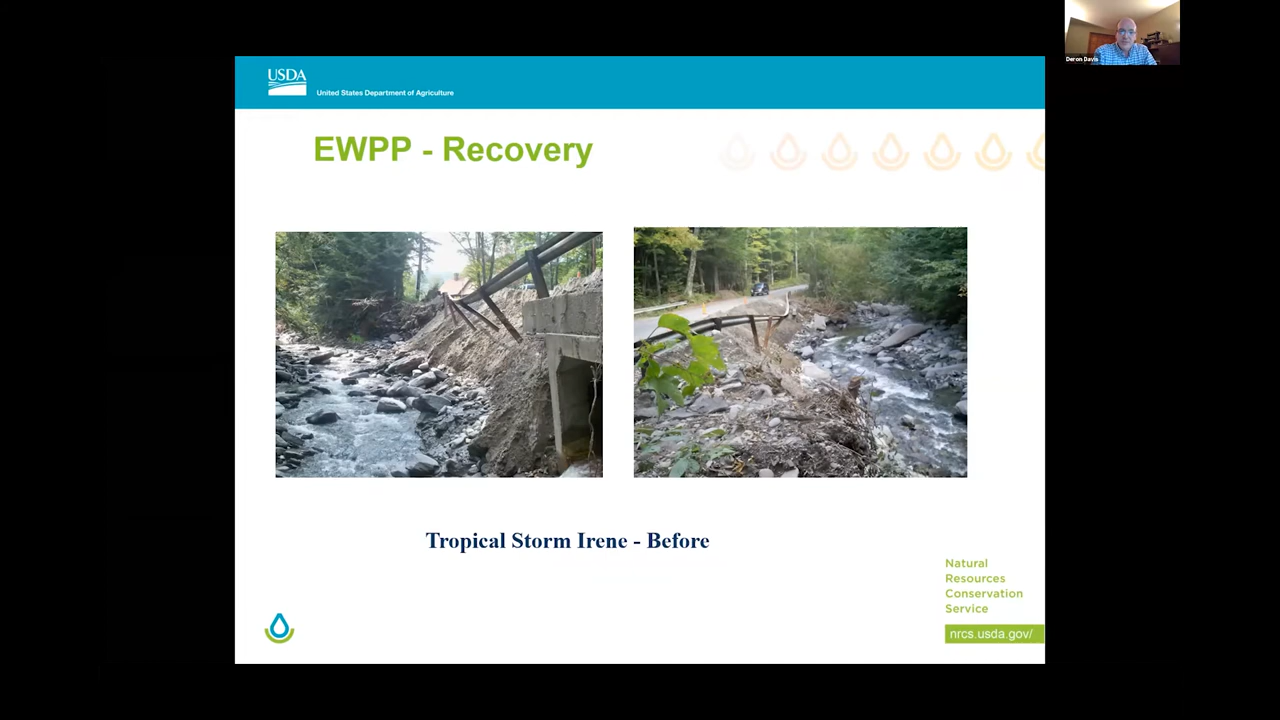 Deron Davis
USDA
United States Department of Agriculture
EWPP - Recovery
Tropical Storm Irene - Before
Natural
Resources
Conservation
Service
nrcs.usda.gov/